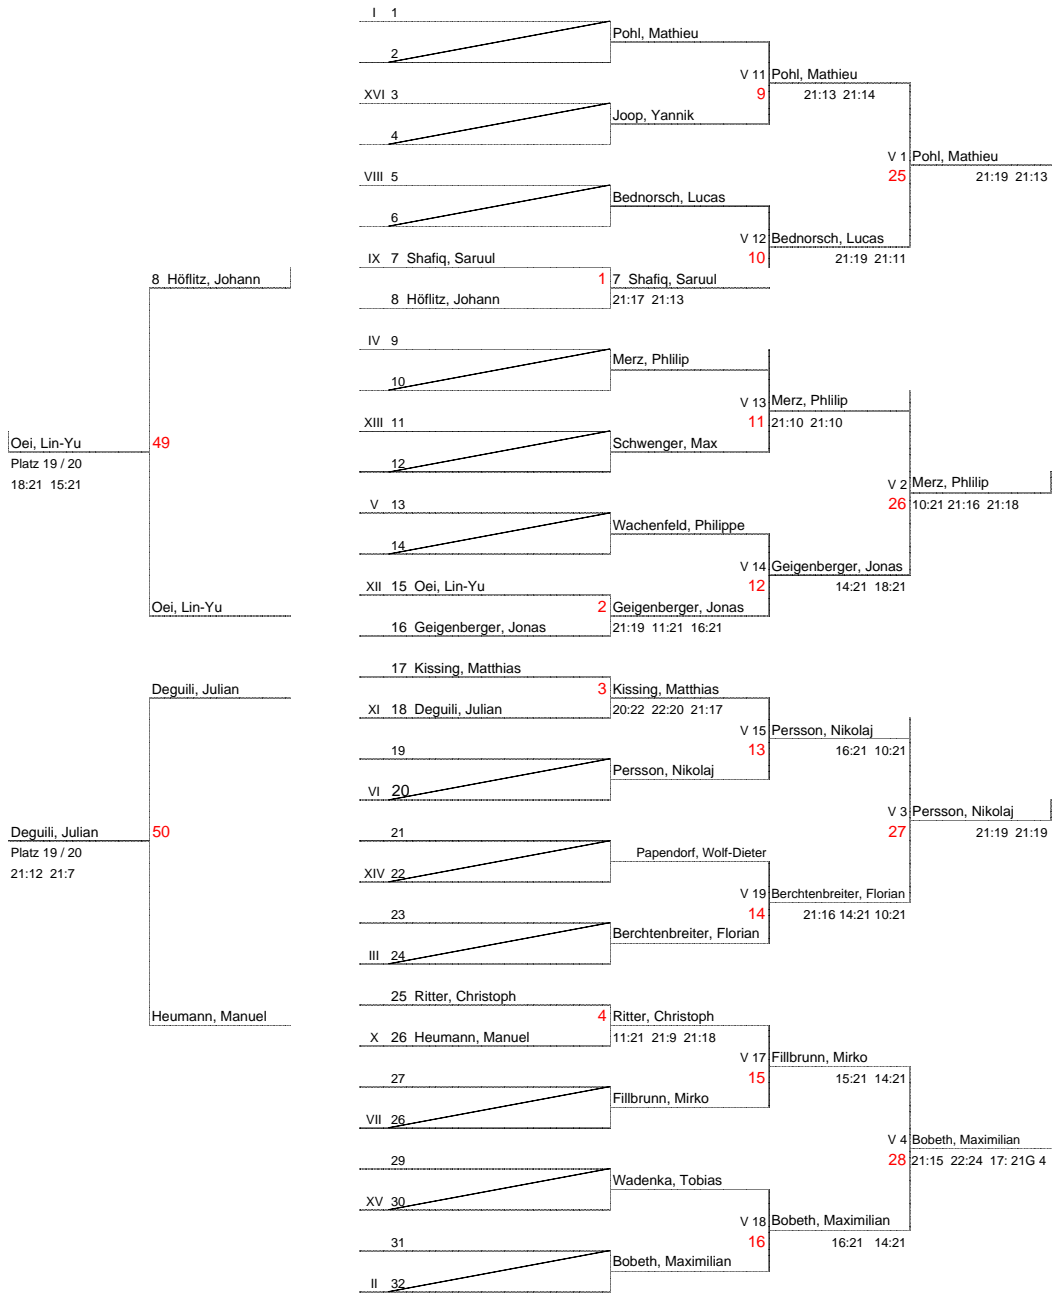 I 1
2
Pohl, Mathieu
V 11 Pohl, Mathieu
9 21:13 21:14
XVI 3
4
Joop, Yannik
V 1 Pohl, Mathieu
25 21:19 21:13
VIII 5
6
Bednorsch, Lucas
V 12 Bednorsch, Lucas
10 21:19 21:11
IX 7 Shafiq, Saruul
1 7 Shafiq, Saruul
8 Höflitz, Johann
8 Höflitz, Johann
21:17 21:13
IV 9
10
Merz, Phlilip
V 13 Merz, Phlilip
11 21:10 21:10
XIII 11
12
Schwenger, Max
Oei, Lin-Yu 49
Platz 19 / 20
18:21 15:21
V 2 Merz, Phlilip
26 10:21 21:16 21:18
V 13
14
Wachenfeld, Philippe
V 14 Geigenberger, Jonas
12 14:21 18:21
XII 15 Oei, Lin-Yu
Oei, Lin-Yu
2 Geigenberger, Jonas
16 Geigenberger, Jonas
21:19 11:21 16:21
17 Kissing, Matthias
Deguili, Julian
3 Kissing, Matthias
XI 18 Deguili, Julian
20:22 22:20 21:17
V 15 Persson, Nikolaj
13 16:21 10:21
19
VI 20
Persson, Nikolaj
V 3 Persson, Nikolaj
27 21:19 21:19
Deguili, Julian 50
Platz 19 / 20
21:12 21:7
21
XIV 22
Papendorf, Wolf-Dieter
V 19 Berchtenbreiter, Florian
14 21:16 14:21 10:21
23
III 24
Berchtenbreiter, Florian
25 Ritter, Christoph
Heumann, Manuel
4 Ritter, Christoph
X 26 Heumann, Manuel
11:21 21:9 21:18
V 17 Fillbrunn, Mirko
15 15:21 14:21
27
VII 26
Fillbrunn, Mirko
V 4 Bobeth, Maximilian
28 21:15 22:24 17: 21G 4
29
XV 30
Wadenka, Tobias
V 18 Bobeth, Maximilian
16 16:21 14:21
31
II 32
Bobeth, Maximilian